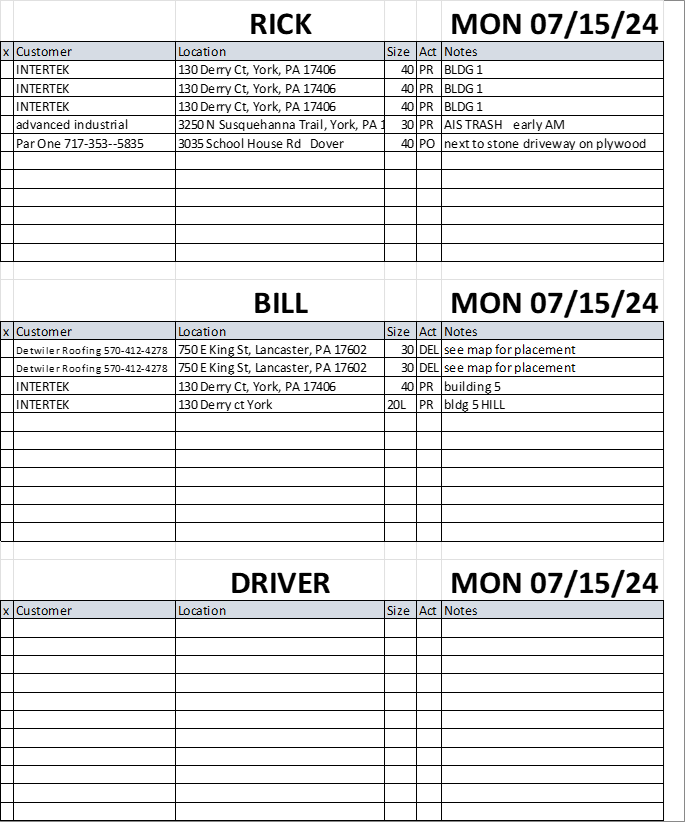 RICK MON 07/15/24
x Customer Location Size Act Notes
INTERTEK 130 Derry Ct, York, PA 17406 40 PR BLDG 1
INTERTEK 130 Derry Ct, York, PA 17406 40 PR BLDG 1
INTERTEK 130 Derry Ct, York, PA 17406 40 PR BLDG 1
advanced industrial 3250 N Susquehanna Trail, York, PA 1 30 PR AIS TRASH early AM
Par One 717-353--5835 3035 School House Rd Dover 40 PO next to stone driveway on plywood
BILL MON 07/15/24
x Customer Location Size Act Notes
Detwiler Roofing 570-412-4278 750 E King St, Lancaster, PA 17602 30 DEL see map for placement
Detwiler Roofing 570-412-4278 750 E King St, Lancaster, PA 17602 30 DEL see map for placement
INTERTEK 130 Derry Ct, York, PA 17406 40 PR building 5
INTERTEK 130 Derry ct York 20L PR bldg 5 HILL
DRIVER MON 07/15/24
x Customer Location Size Act Notes